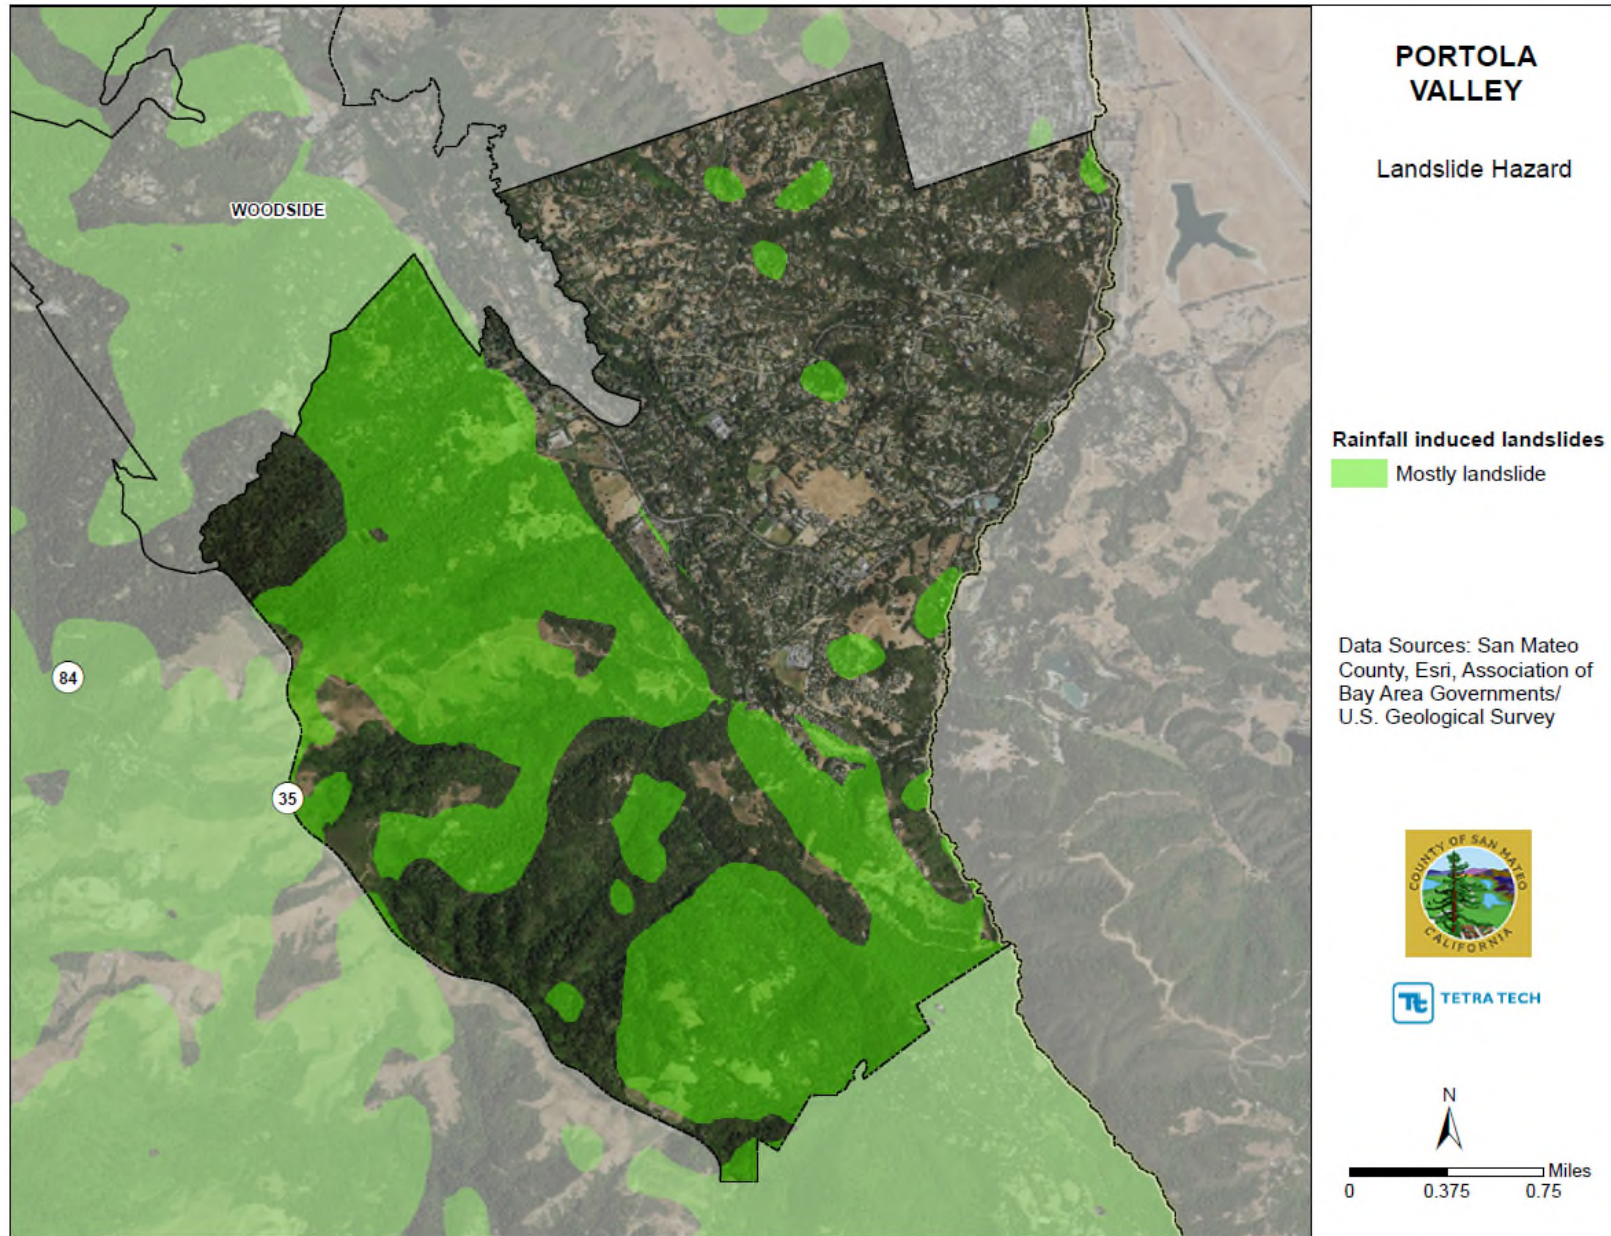 PORTOLA
VALLEY
Landslide Hazard
WOODSIDE
84
35
Rainfall induced landslides
Mostly landslide
Data Sources: San Mateo
County, Esri, Association of
Bay Area Governments/
U.S. Geological Survey
COUNTY OF SAN MATEO
CALIFORNIA
Tt TETRA TECH
N
Miles
0 0.375 0.75